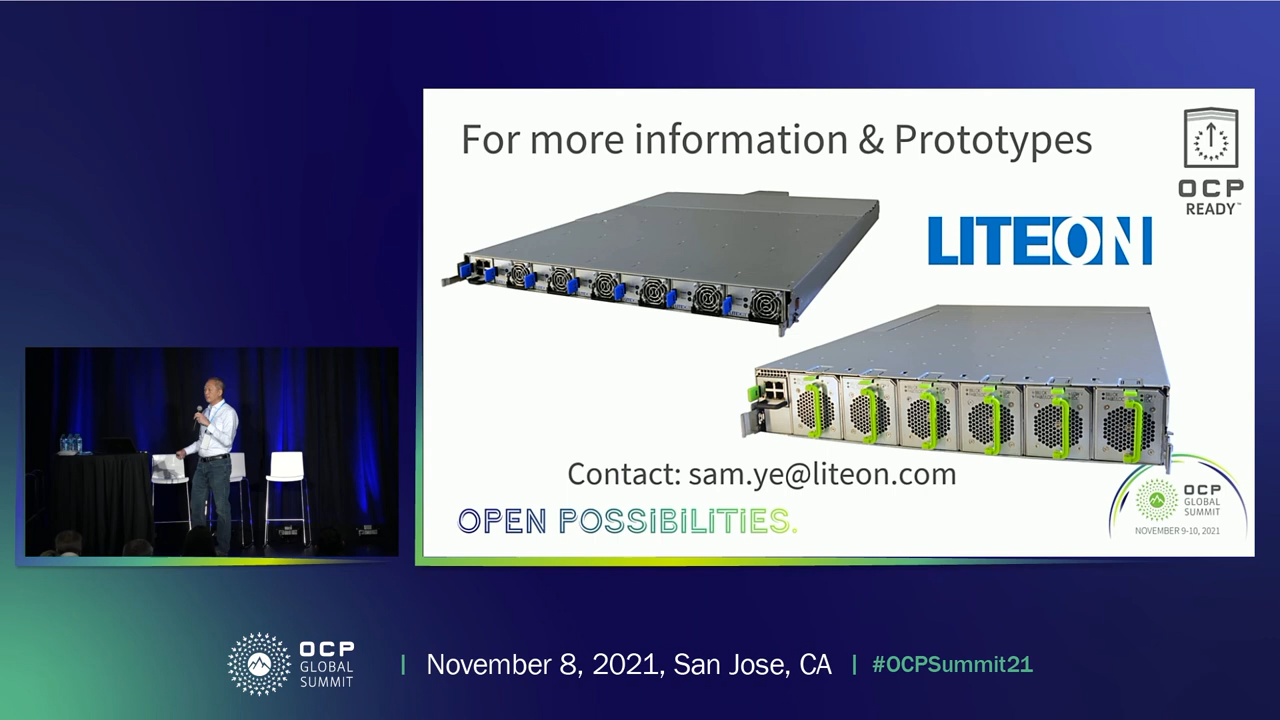 For more information & Prototypes
OCP
READY™
LITEON
Contact: sam.ye@liteon.com
OPEN POSSIBILITIES.
OCP
GLOBAL
SUMMIT
NOVEMBER 9-10, 2021
OCP
GLOBAL
SUMMIT
| November 8, 2021, San Jose, CA | #OCPSummit21